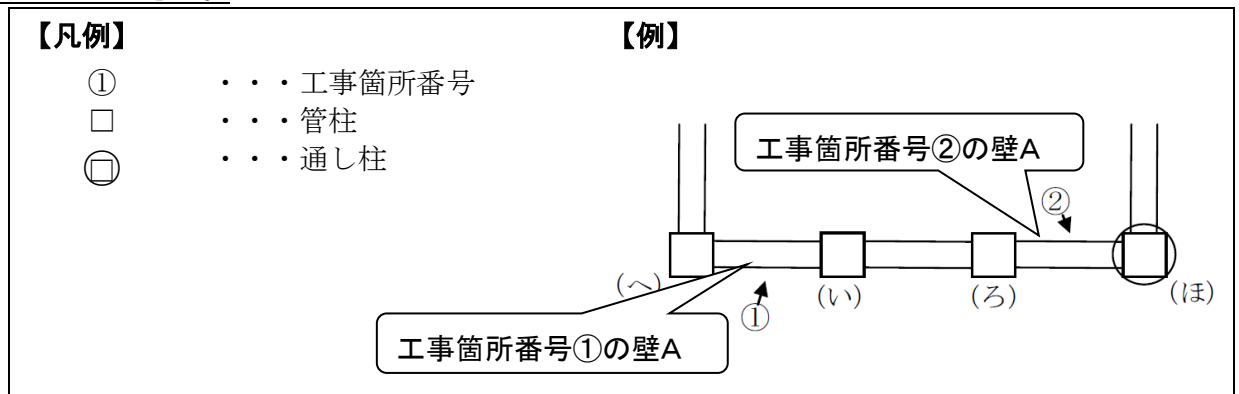 【凡例】
① ・・・工事箇所番号
□ ・・・管柱
・・・通し柱
【例】
工事箇所番号②の壁A
②
(へ)
①
(い)
(ろ)
(ほ)
工事箇所番号①の壁A